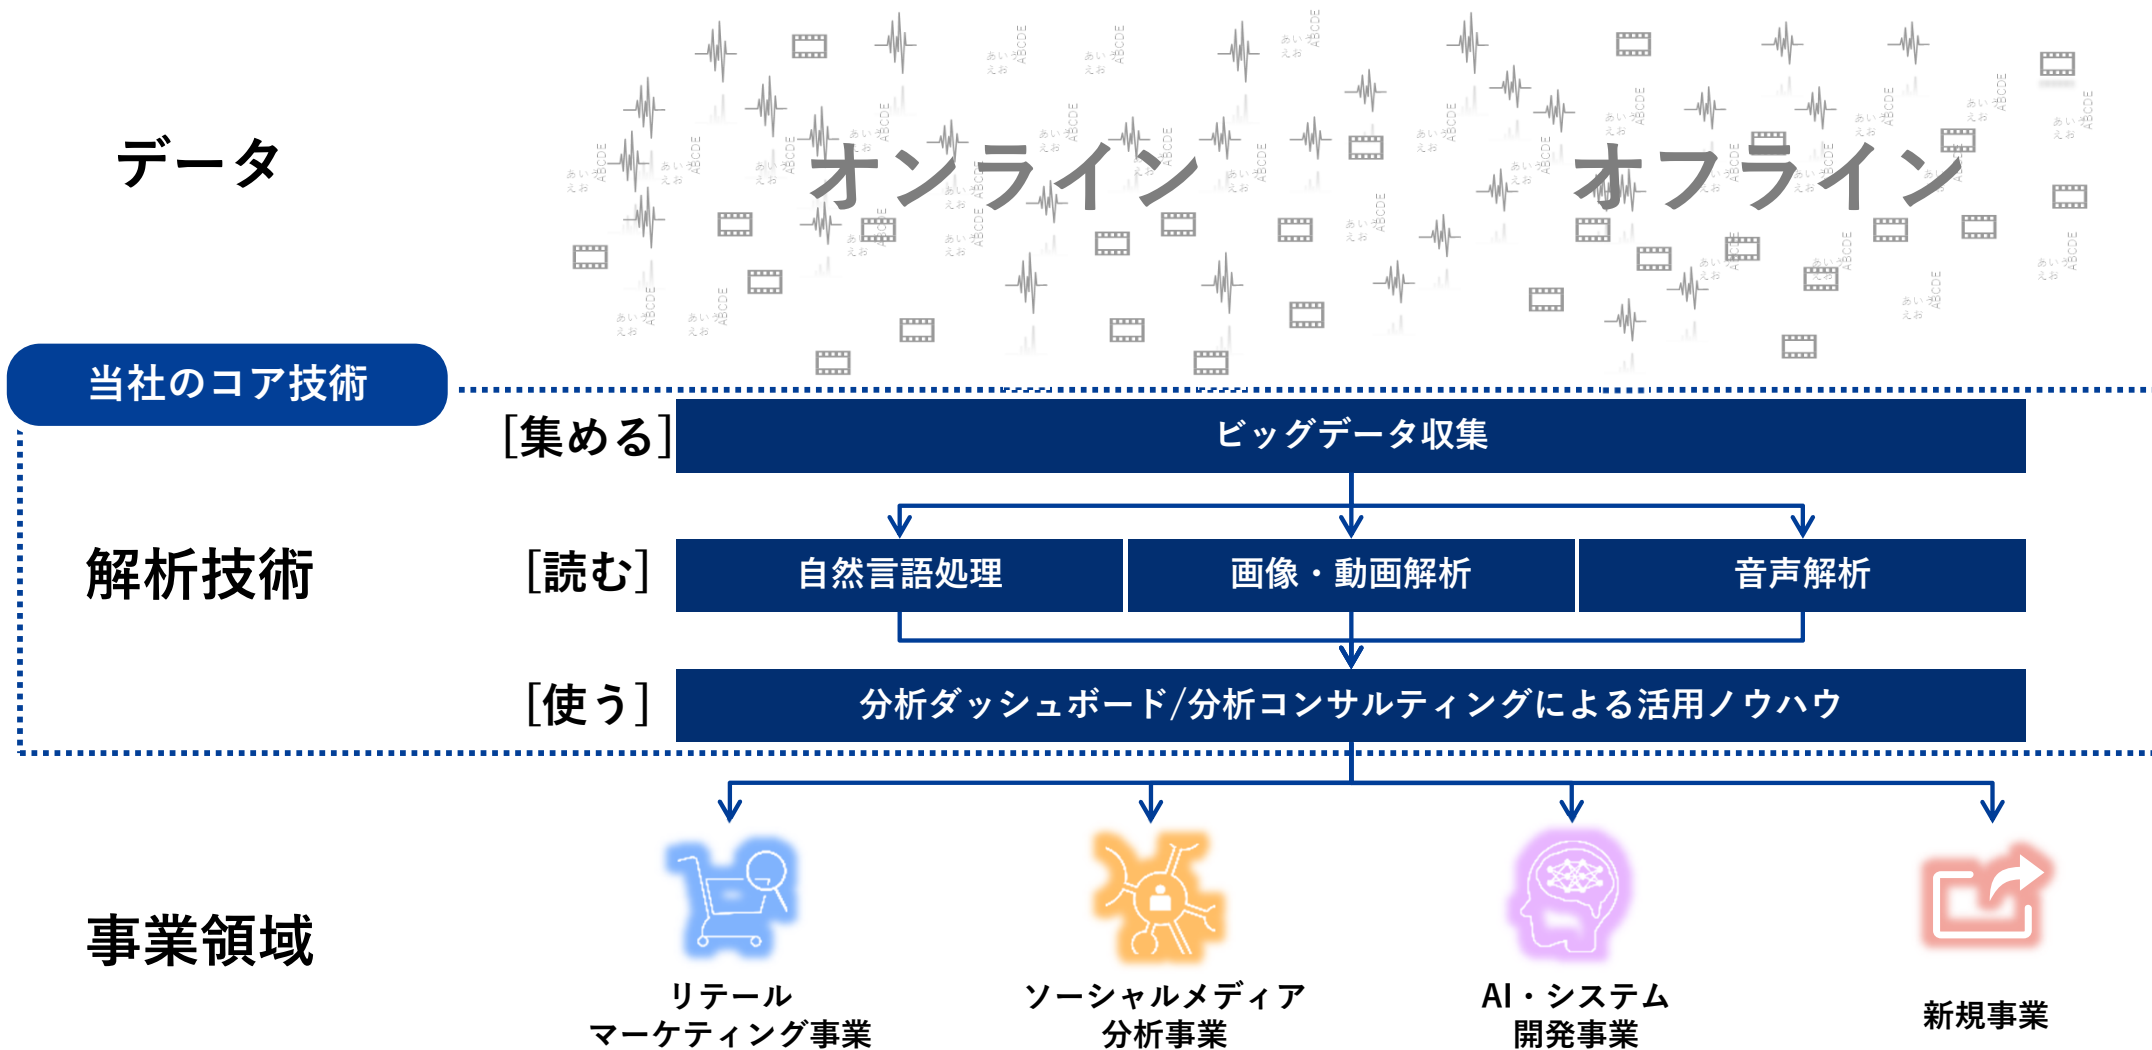 データ
オンライン
オフライン
当社のコア技術
[集める]
ビッグデータ収集
解析技術
[読む]
自然言語処理
画像・動画解析
音声解析
[使う]
分析ダッシュボード/分析コンサルティングによる活用ノウハウ
事業領域
リテール
マーケティング事業
ソーシャルメディア
分析事業
AI・システム
開発事業
新規事業
あいう
えお
ABCDE